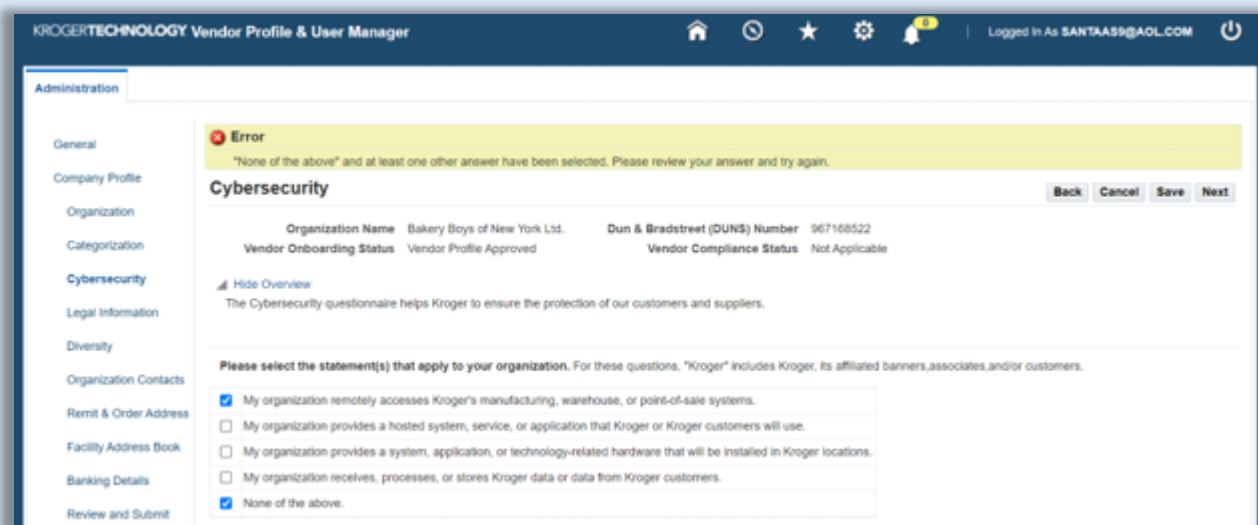 KROGERTECHNOLOGY Vendor Profile & User Manager
0
Logged In As SANTAAS9@AOL.COM
Administration
General
Company Profile
Organization
Categorization
Cybersecurity
Legal Information
Diversity
Organization Contacts
Remit & Order Address
Facility Address Book
Banking Details
Review and Submit
Error
"None of the above" and at least one other answer have been selected. Please review your answer and try again.
Cybersecurity
Back Cancel Save Next
Organization Name Bakery Boys of New York Ltd. Dun & Bradstreet (DUNS) Number 967168522
Vendor Onboarding Status Vendor Profile Approved Vendor Compliance Status Not Applicable
Hide Overview
The Cybersecurity questionnaire helps Kroger to ensure the protection of our customers and suppliers.
Please select the statement(s) that apply to your organization. For these questions, "Kroger" includes Kroger, its affiliated banners,associates,and/or customers.
My organization remotely accesses Kroger's manufacturing, warehouse, or point-of-sale systems.
My organization provides a hosted system, service, or application that Kroger or Kroger customers will use.
My organization provides a system, application, or technology-related hardware that will be installed in Kroger locations.
My organization receives, processes, or stores Kroger data or data from Kroger customers.
None of the above.